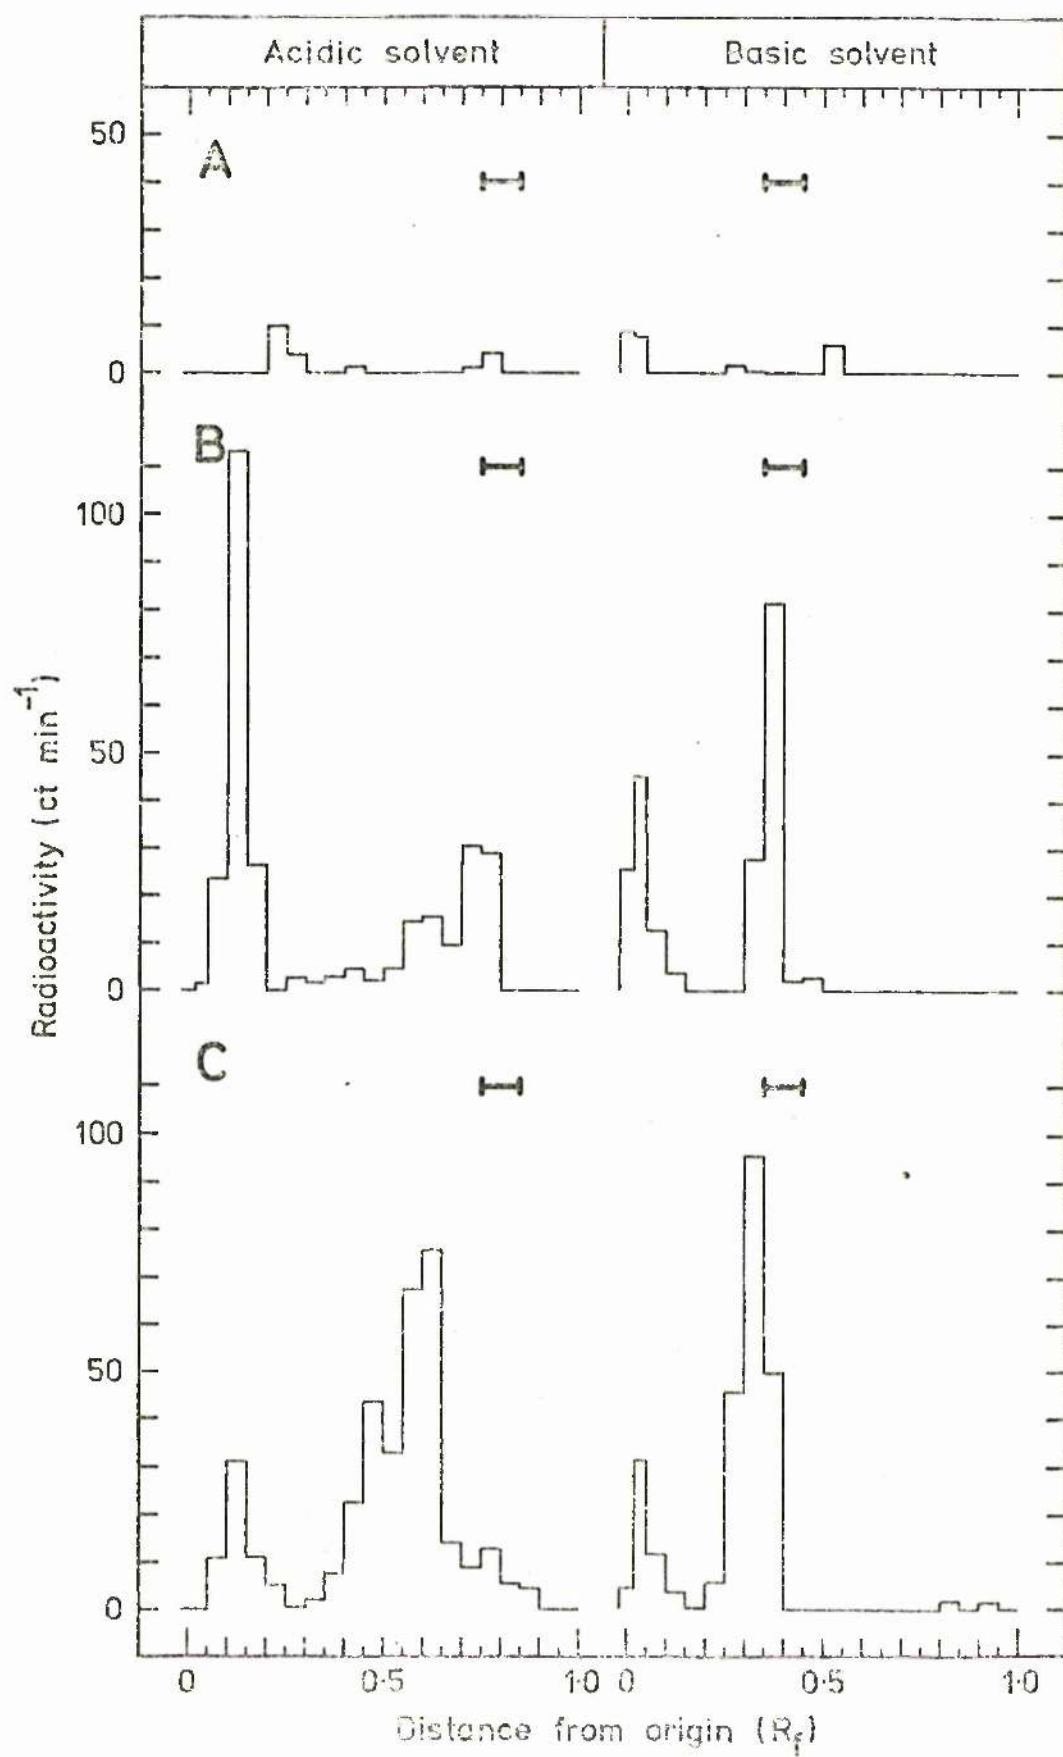 Acidic solvent
Basic solvent
50
A
0
B
100
50
0
Radioactivity (ct min⁻¹)
C
100
50
0
0 0·5 1·0 0 0·5 1·0
Distance from origin (Rf)